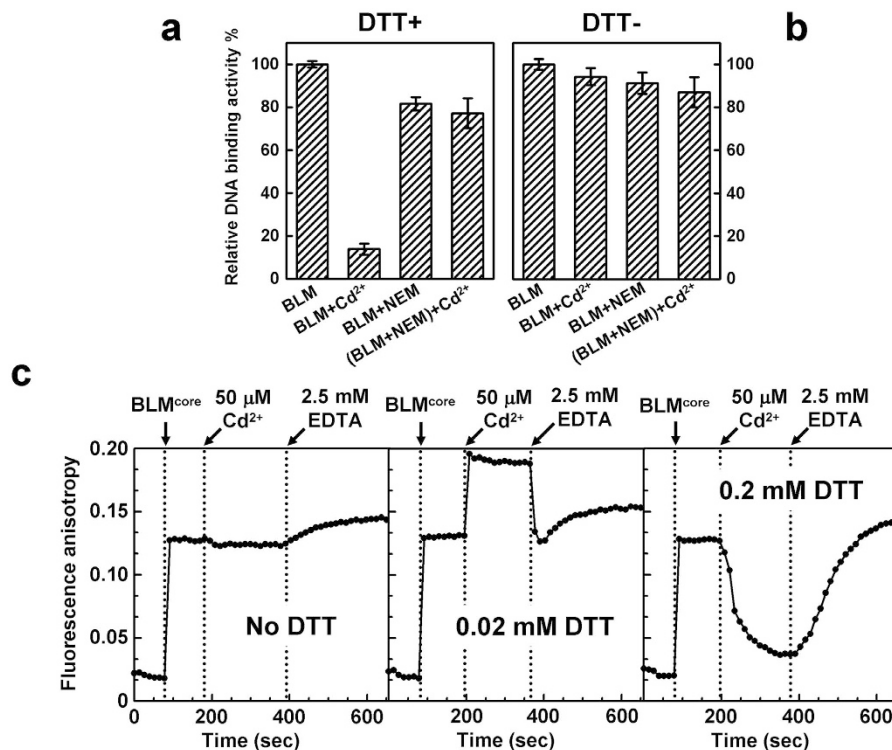 a DTT+ DTT- b
Relative DNA binding activity %
100 100
80 80
60 60
40 40
20 20
0 0
BLM BLM+Cd²⁺ BLM+NEM (BLM+NEM)+Cd²⁺ BLM BLM+Cd²⁺ BLM+NEM (BLM+NEM)+Cd²⁺
c
BLMᶜᵒʳᵉ 50 µM Cd²⁺ 2.5 mM EDTA BLMᶜᵒʳᵉ 50 µM Cd²⁺ 2.5 mM EDTA BLMᶜᵒʳᵉ 50 µM Cd²⁺ 2.5 mM EDTA
Fluorescence anisotropy
0.20
0.15
0.10
0.05
0
No DTT 0.02 mM DTT 0.2 mM DTT
0 200 400 600 0 200 400 600 0 200 400 600
Time (sec) Time (sec) Time (sec)